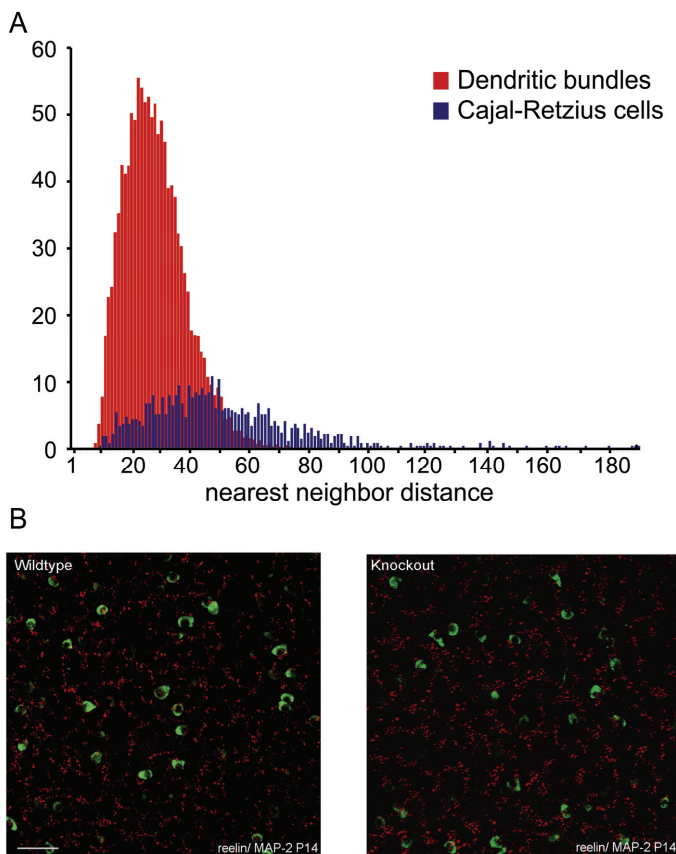 A
60
50
40
30
20
10
0
Dendritic bundles
Cajal-Retzius cells
1 20 40 60 80 100 120 140 160 180
nearest neighbor distance
B
Wildtype
Knockout
reelin/ MAP-2 P14
reelin/ MAP-2 P14